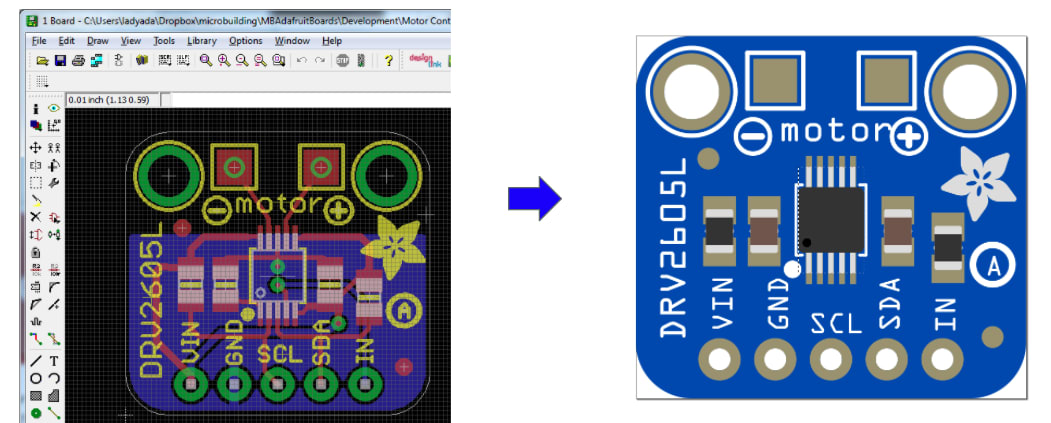 1 Board - C:\Users\ladyada\Dropbox\microbuilding\MBAdafruitBoards\Development\Motor Cont
File Edit Draw View Tools Library Options Window Help
design link
0.01 inch (1.13 0.59)
motor
DRV2605L
VIN
GND
SCL
SDA
IN
A
T
motor
DRV2605L
VIN
GND
SCL
SDA
IN
A